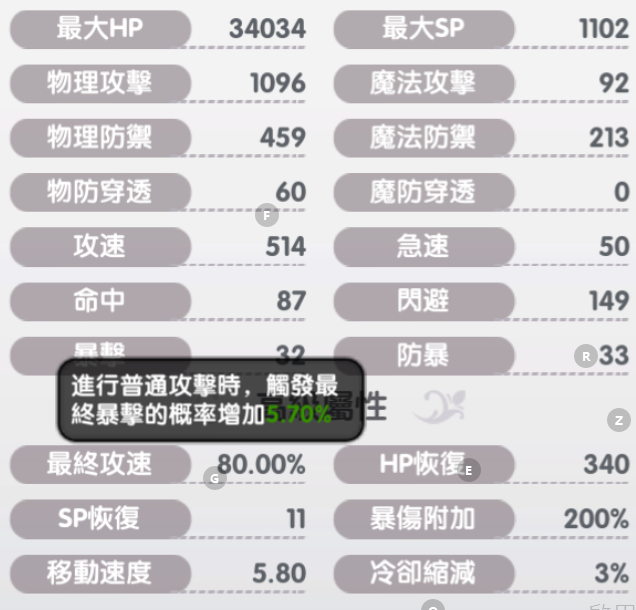 最大HP 34034 最大SP 1102
物理攻擊 1096 魔法攻擊 92
物理防禦 459 魔法防禦 213
物防穿透 60 魔防穿透 0
F
攻速 514 急速 50
命中 87 閃避 149
暴擊 32 防暴 R 33
進行普通攻擊時，觸發最
終暴擊的概率增加5.70%
屬性
Z
最終攻速 80.00% HP恢復 E 340
G
SP恢復 11 暴傷附加 200%
移動速度 5.80 冷卻縮減 3%